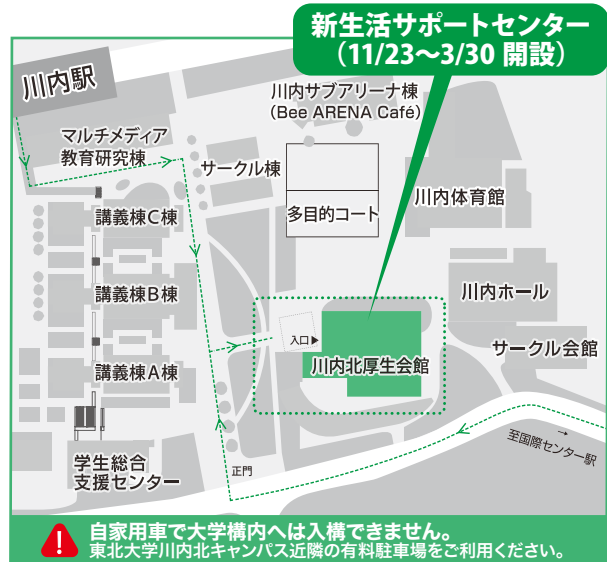 新生活サポートセンター
（11/23～3/30 開設）
川内駅
川内サブアリーナ棟
（Bee ARENA Café）
マルチメディア
教育研究棟
サークル棟
川内体育館
講義棟C棟
多目的コート
講義棟B棟
川内ホール
入口▶
サークル会館
川内北厚生会館
講義棟A棟
→
至国際センター駅
学生総合
支援センター
正門
! 自家用車で大学構内へは入構できません。
東北大学川内北キャンパス近隣の有料駐車場をご利用ください。